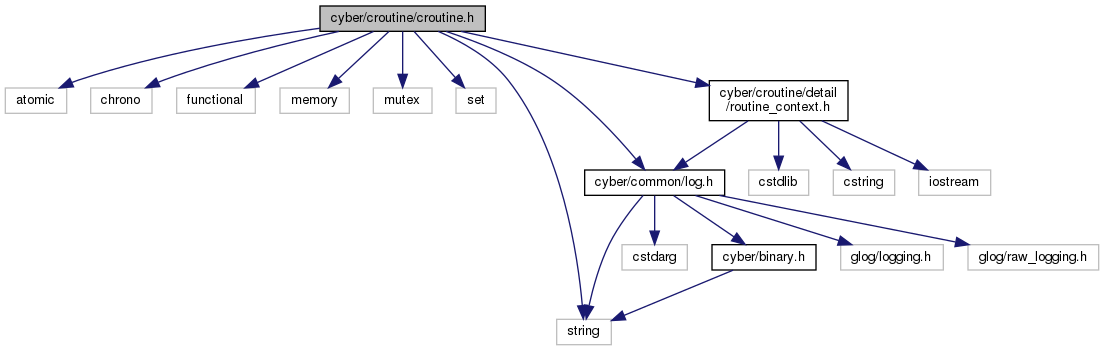 cyber/croutine/croutine.h
atomic
chrono
functional
memory
mutex
set
cyber/croutine/detail
/routine_context.h
cyber/common/log.h
cstdlib
cstring
iostream
cstdarg
cyber/binary.h
glog/logging.h
glog/raw_logging.h
string